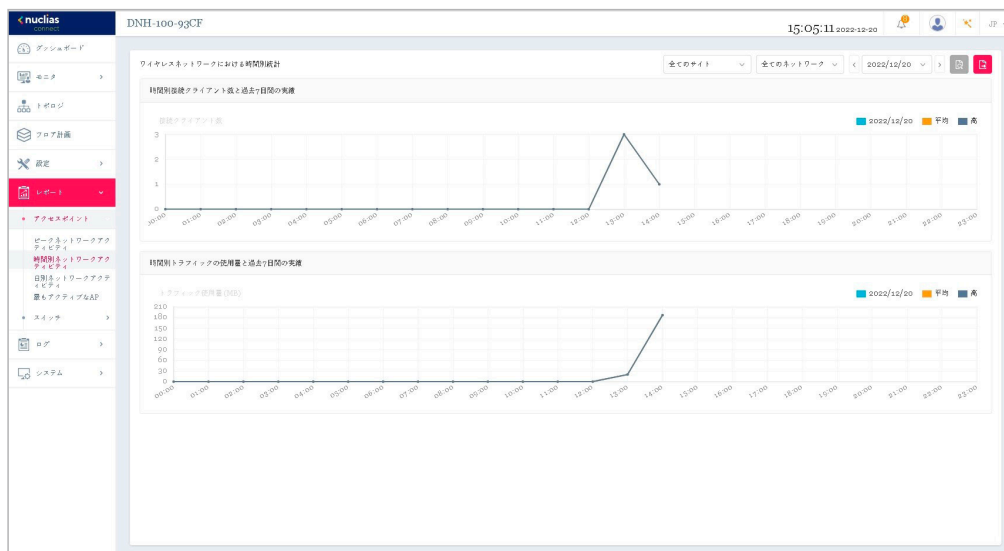 nuclias
connect
DNH-100-93CF
15:05:11 2022-12-20
JP
ダッシュボード
モニタ
トポロジ
フロア計画
設定
レポート
アクセスポイント
ピークネットワークアク
ティビティ
時間別ネットワークアク
ティビティ
日別ネットワークアクテ
ィビティ
最もアクティブなAP
スイッチ
ログ
システム
ワイヤレスネットワークにおける時間別統計
全てのサイト
全てのネットワーク
2022/12/20
時間別接続クライアント数と過去7日間の実績
接続クライアント数
2022/12/20 平均 高
3
2
1
0
00:00 01:00 02:00 03:00 04:00 05:00 06:00 07:00 08:00 09:00 10:00 11:00 12:00 13:00 14:00 15:00 16:00 17:00 18:00 19:00 20:00 21:00 22:00 23:00
時間別トラフィックの使用量と過去7日間の実績
トラフィック使用量(MB)
2022/12/20 平均 高
210
180
150
120
90
60
30
0
00:00 01:00 02:00 03:00 04:00 05:00 06:00 07:00 08:00 09:00 10:00 11:00 12:00 13:00 14:00 15:00 16:00 17:00 18:00 19:00 20:00 21:00 22:00 23:00